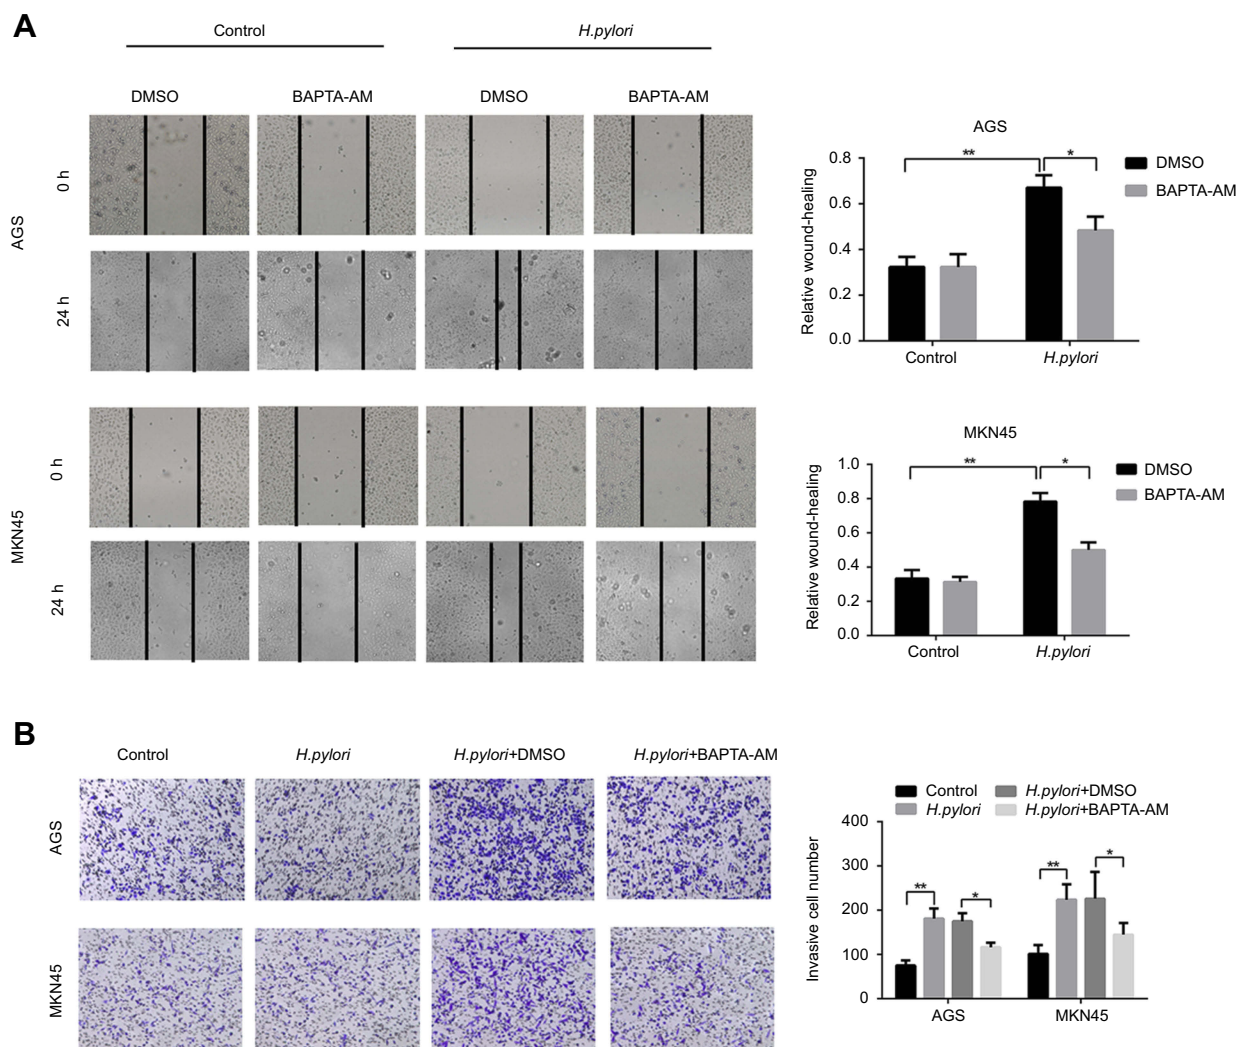 A
Control
H.pylori
DMSO
BAPTA-AM
DMSO
BAPTA-AM
AGS
0 h
24 h
MKN45
0 h
24 h
AGS
Relative wound-healing
0.8
0.6
0.4
0.2
0.0
**
*
DMSO
BAPTA-AM
Control
H.pylori
MKN45
Relative wound-healing
1.0
0.8
0.6
0.4
0.2
0.0
**
*
DMSO
BAPTA-AM
Control
H.pylori
B
Control
H.pylori
H.pylori+DMSO
H.pylori+BAPTA-AM
AGS
MKN45
Control
H.pylori+DMSO
H.pylori
H.pylori+BAPTA-AM
Invasive cell number
400
300
200
100
0
**
*
**
*
AGS
MKN45